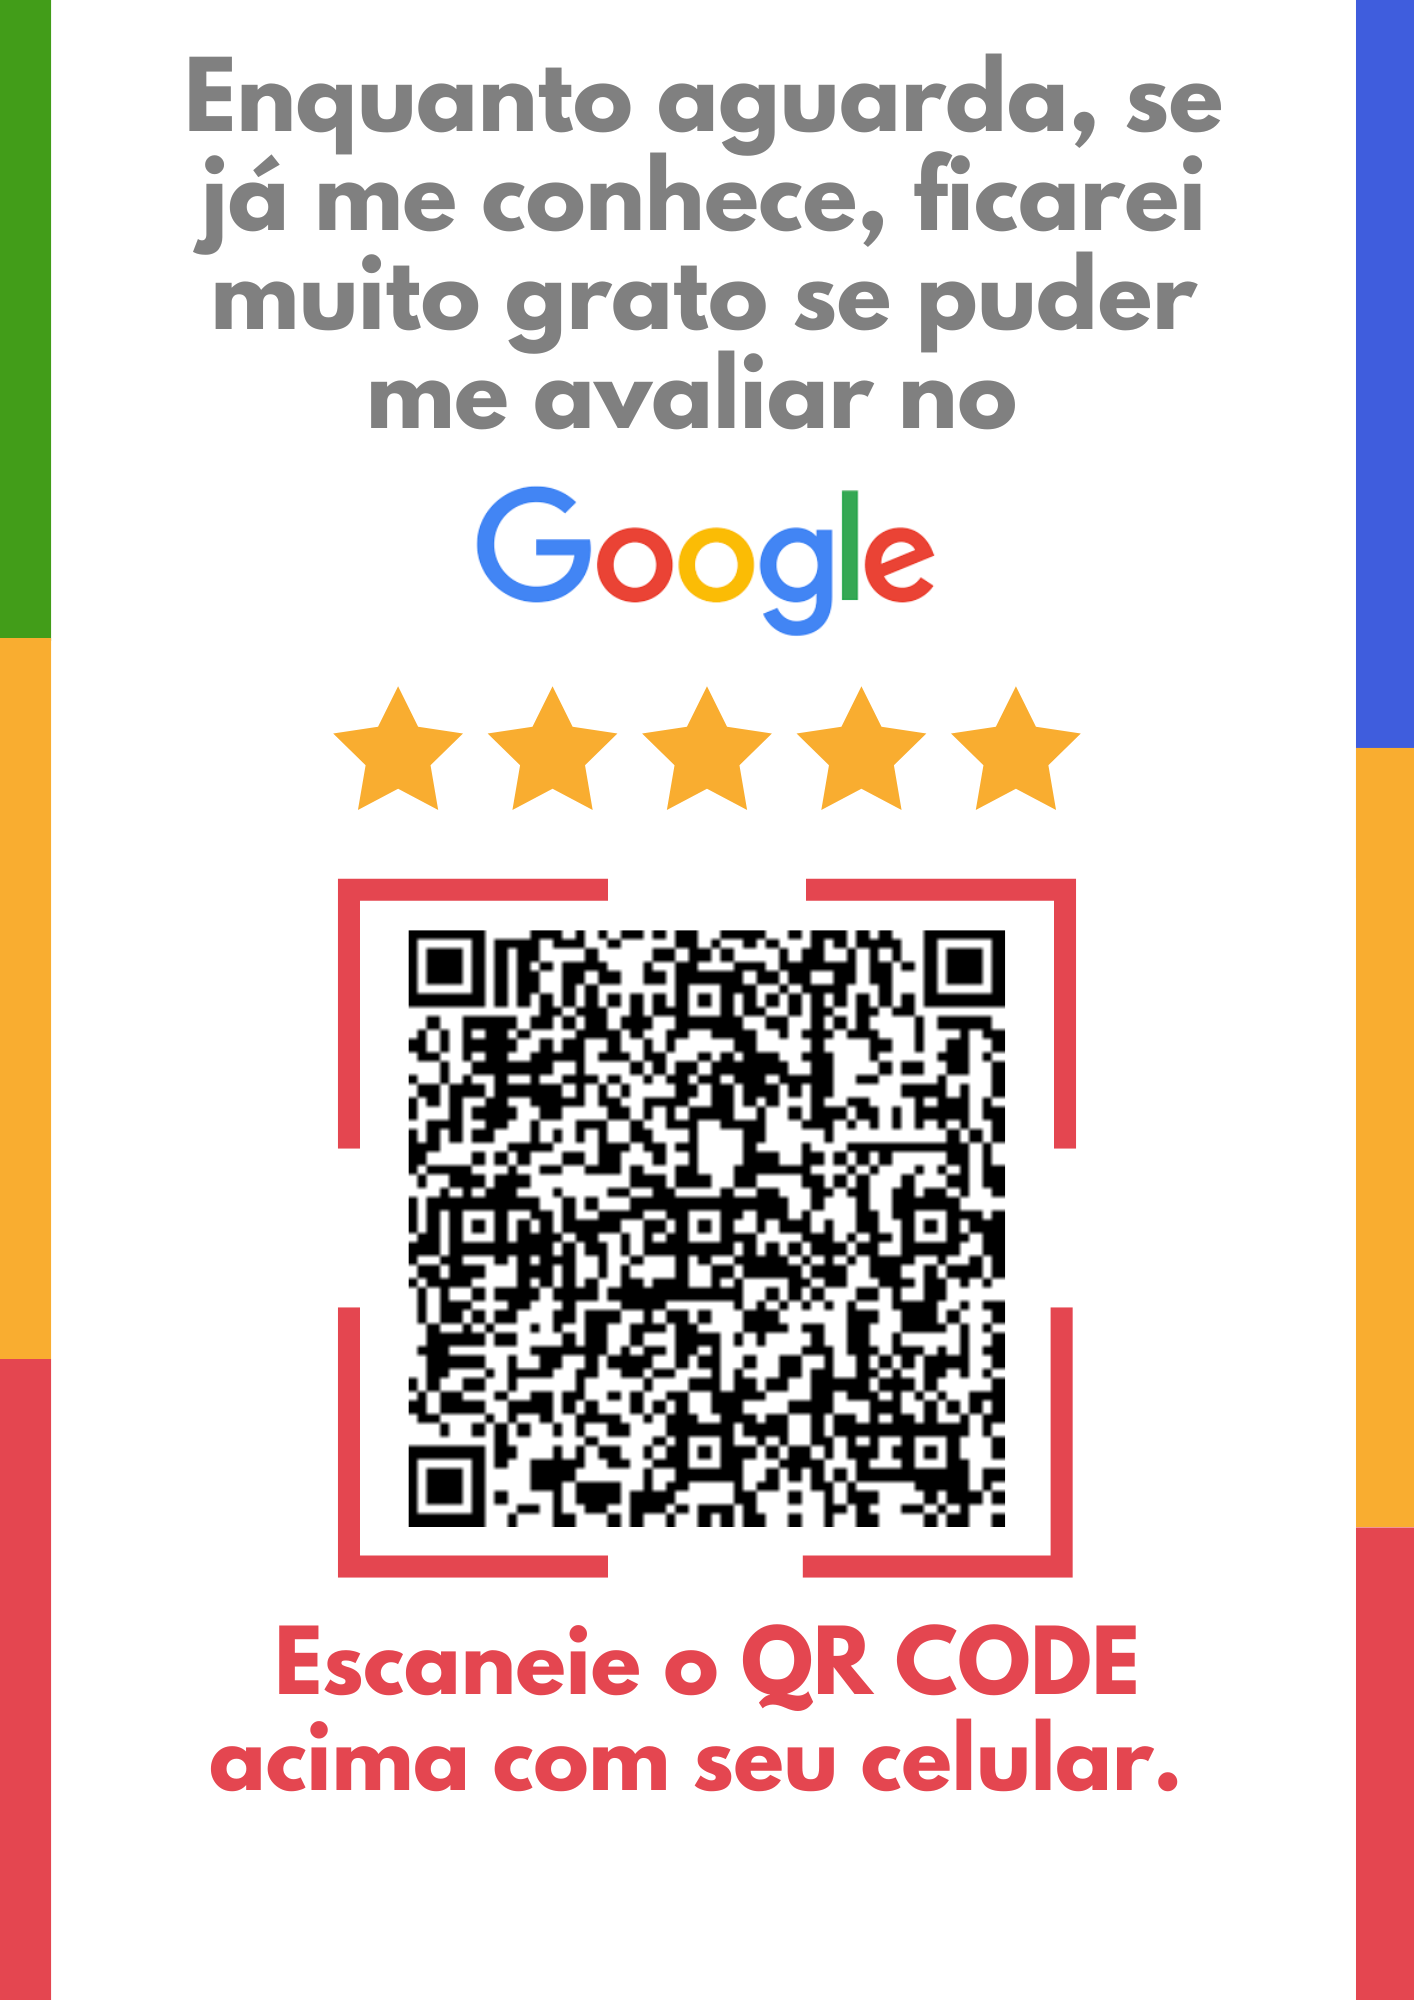 Enquanto aguarda, se
já me conhece, ficarei
muito grato se puder
me avaliar no
Google
Escaneie o QR CODE
acima com seu celular.